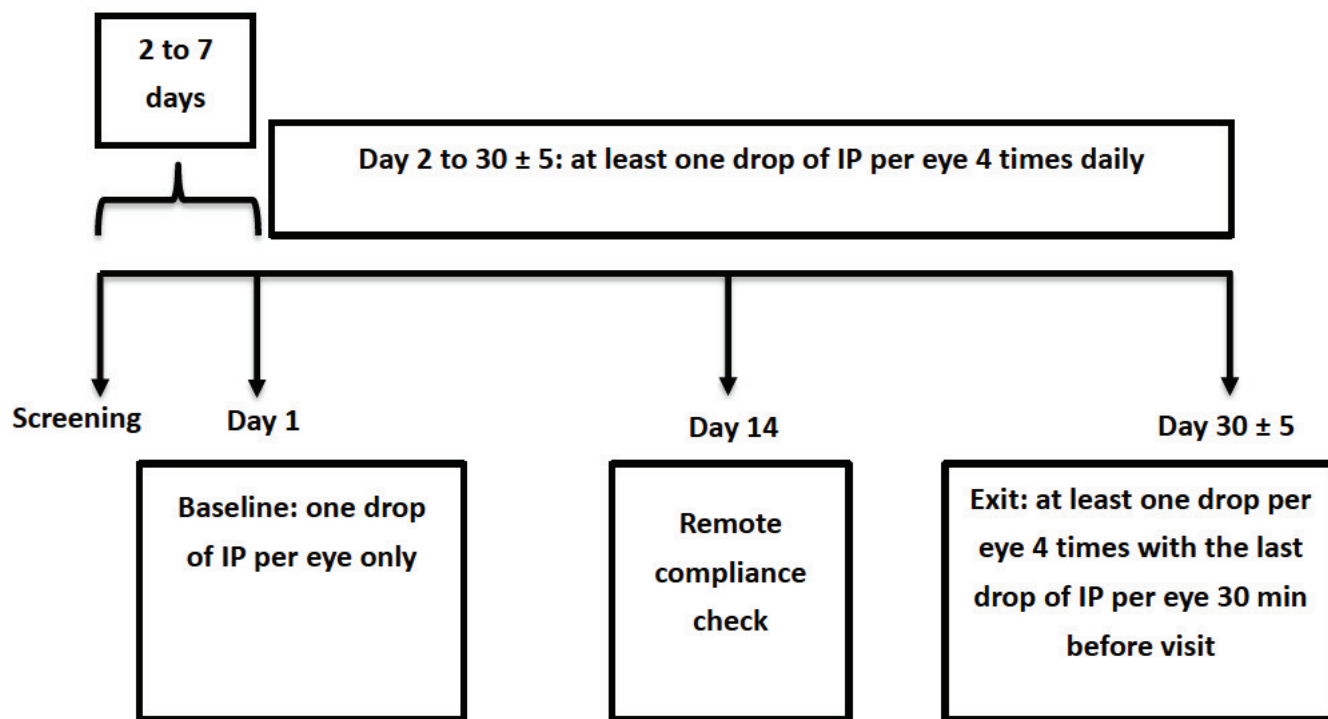 2 to 7
days
Day 2 to 30 ± 5: at least one drop of IP per eye 4 times daily
Screening
Day 1
Day 14
Day 30 ± 5
Baseline: one drop
of IP per eye only
Remote
compliance
check
Exit: at least one drop per
eye 4 times with the last
drop of IP per eye 30 min
before visit